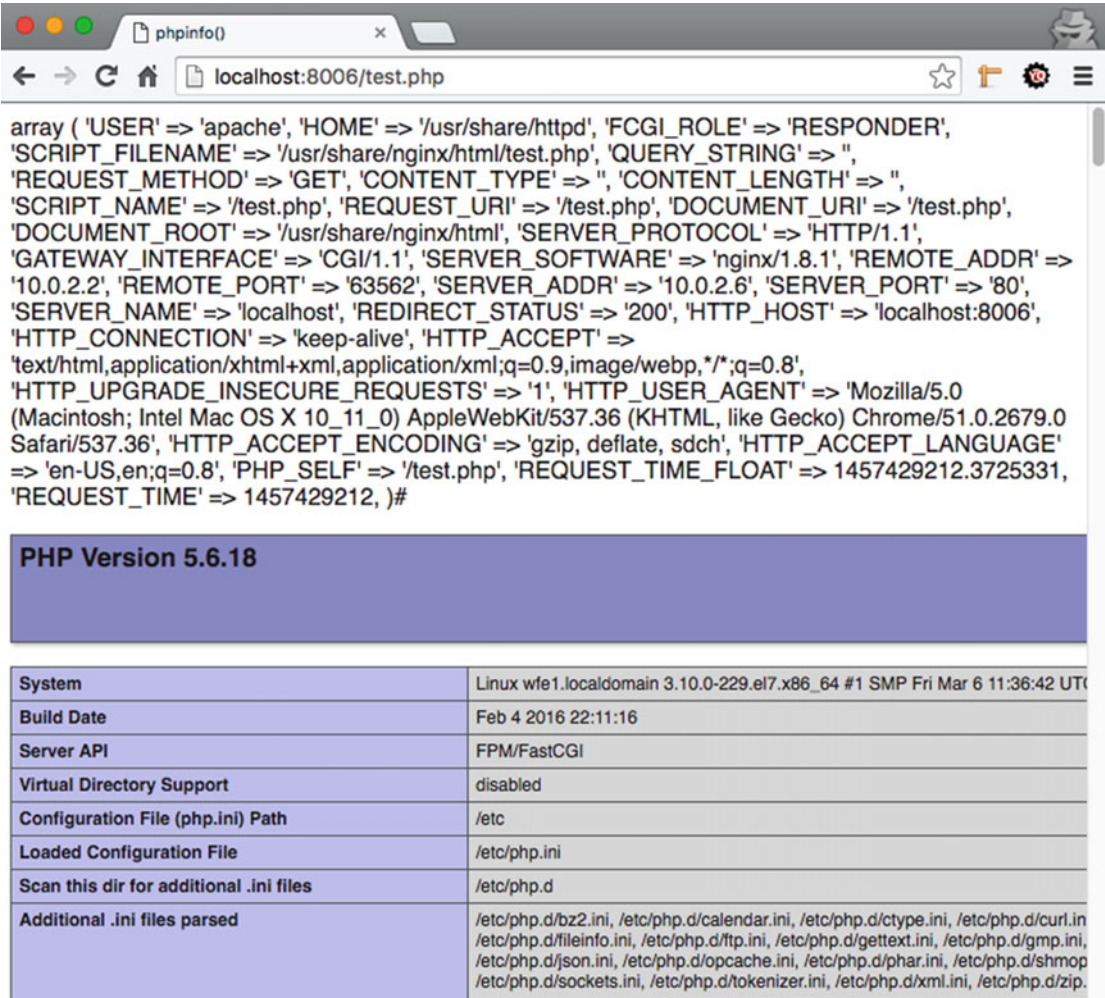 phpinfo()
localhost:8006/test.php
array ( 'USER' => 'apache', 'HOME' => '/usr/share/httpd', 'FCGI_ROLE' => 'RESPONDER',
'SCRIPT_FILENAME' => '/usr/share/nginx/html/test.php', 'QUERY_STRING' => '',
'REQUEST_METHOD' => 'GET', 'CONTENT_TYPE' => '', 'CONTENT_LENGTH' => '',
'SCRIPT_NAME' => '/test.php', 'REQUEST_URI' => '/test.php', 'DOCUMENT_URI' => '/test.php',
'DOCUMENT_ROOT' => '/usr/share/nginx/html', 'SERVER_PROTOCOL' => 'HTTP/1.1',
'GATEWAY_INTERFACE' => 'CGI/1.1', 'SERVER_SOFTWARE' => 'nginx/1.8.1', 'REMOTE_ADDR' =>
'10.0.2.2', 'REMOTE_PORT' => '63562', 'SERVER_ADDR' => '10.0.2.6', 'SERVER_PORT' => '80',
'SERVER_NAME' => 'localhost', 'REDIRECT_STATUS' => '200', 'HTTP_HOST' => 'localhost:8006',
'HTTP_CONNECTION' => 'keep-alive', 'HTTP_ACCEPT' =>
'text/html,application/xhtml+xml,application/xml;q=0.9,image/webp,*/*;q=0.8',
'HTTP_UPGRADE_INSECURE_REQUESTS' => '1', 'HTTP_USER_AGENT' => 'Mozilla/5.0
(Macintosh; Intel Mac OS X 10_11_0) AppleWebKit/537.36 (KHTML, like Gecko) Chrome/51.0.2679.0
Safari/537.36', 'HTTP_ACCEPT_ENCODING' => 'gzip, deflate, sdch', 'HTTP_ACCEPT_LANGUAGE'
=> 'en-US,en;q=0.8', 'PHP_SELF' => '/test.php', 'REQUEST_TIME_FLOAT' => 1457429212.3725331,
'REQUEST_TIME' => 1457429212, )#
PHP Version 5.6.18
System Linux wfe1.localdomain 3.10.0-229.el7.x86_64 #1 SMP Fri Mar 6 11:36:42 UTC
Build Date Feb 4 2016 22:11:16
Server API FPM/FastCGI
Virtual Directory Support disabled
Configuration File (php.ini) Path /etc
Loaded Configuration File /etc/php.ini
Scan this dir for additional .ini files /etc/php.d
Additional .ini files parsed /etc/php.d/bz2.ini, /etc/php.d/calendar.ini, /etc/php.d/ctype.ini, /etc/php.d/curl.in
/etc/php.d/fileinfo.ini, /etc/php.d/ftp.ini, /etc/php.d/gettext.ini, /etc/php.d/gmp.ini,
/etc/php.d/json.ini, /etc/php.d/opcache.ini, /etc/php.d/phar.ini, /etc/php.d/shmop
/etc/php.d/sockets.ini, /etc/php.d/tokenizer.ini, /etc/php.d/xml.ini, /etc/php.d/zip.